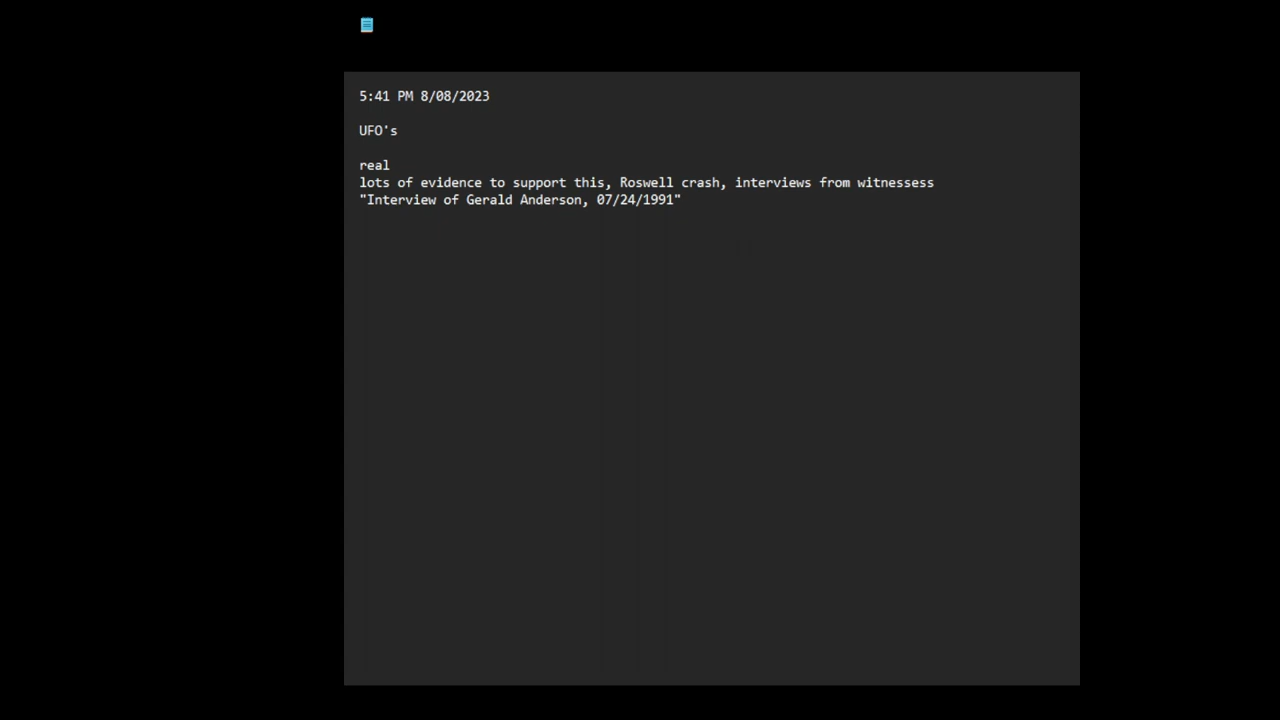 5:41 PM 8/08/2023
UFO's
real
lots of evidence to support this, Roswell crash, interviews from witnessess
"Interview of Gerald Anderson, 07/24/1991"